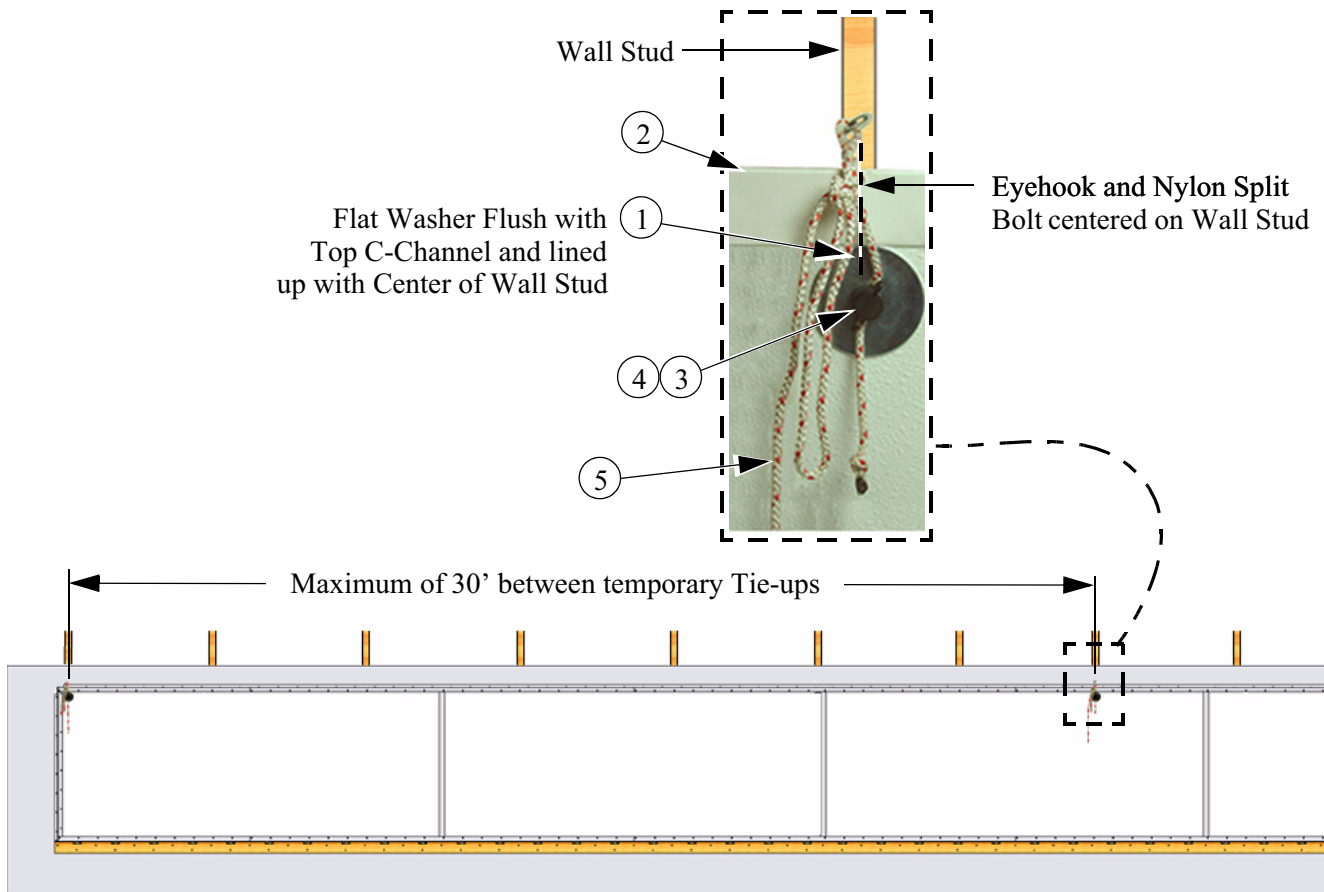 Wall Stud
2
Eyehook and Nylon Split
Bolt centered on Wall Stud
Flat Washer Flush with
Top C-Channel and lined
up with Center of Wall Stud
1
4
3
5
Maximum of 30’ between temporary Tie-ups